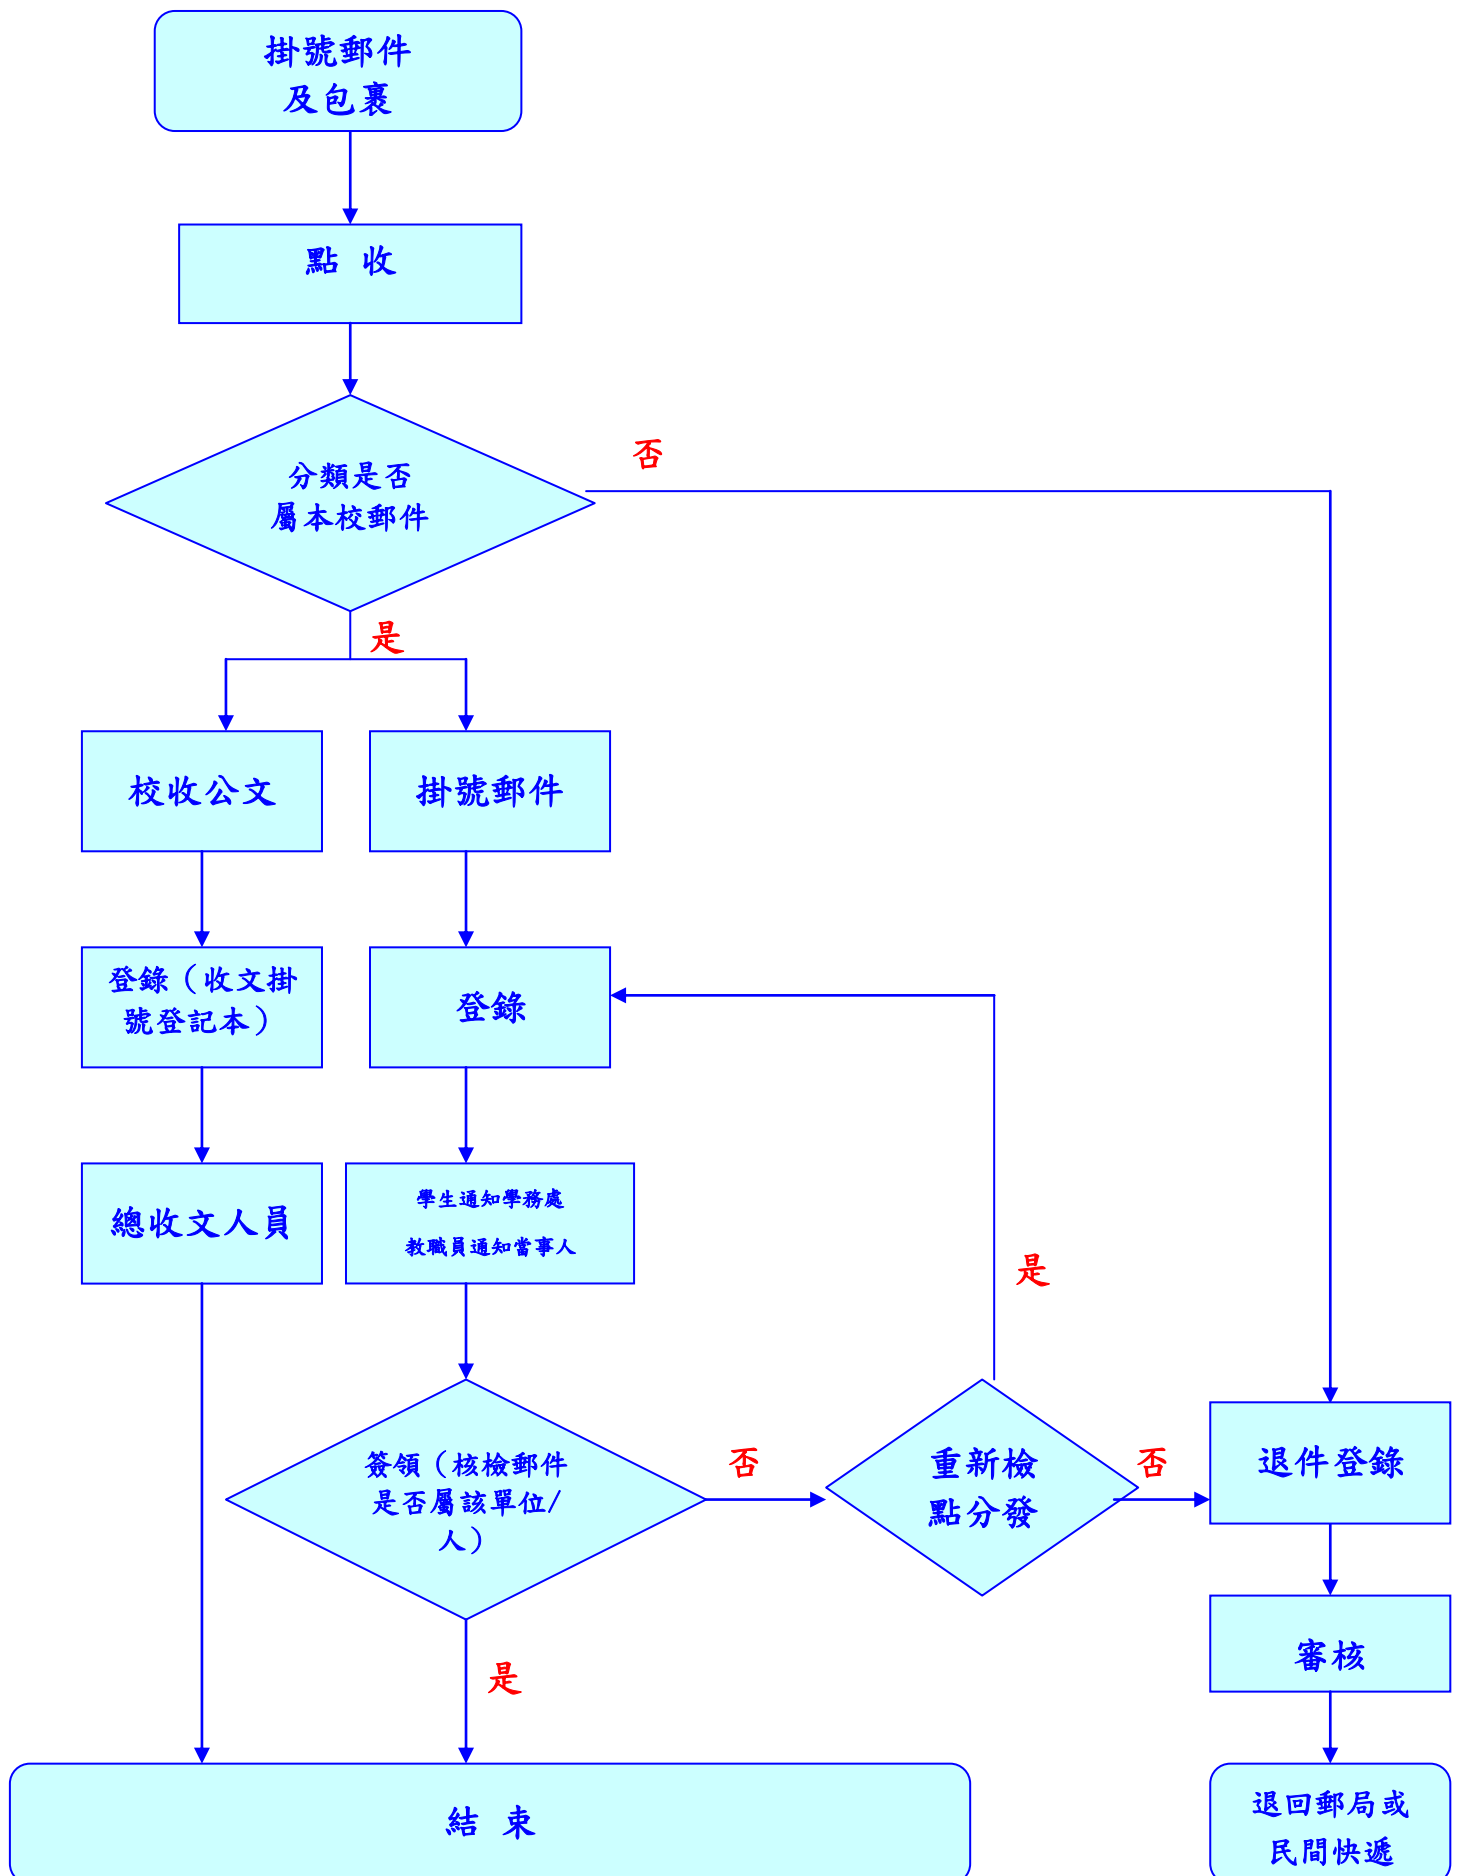 掛號郵件
及包裹
點 收
分類是否
屬本校郵件
否
是
校收公文
掛號郵件
登錄（收文掛
號登記本）
登錄
總收文人員
學生通知學務處
教職員通知當事人
是
簽領（核檢郵件
是否屬該單位/
人）
否
重新檢
點分發
否
退件登錄
審核
是
結 束
退回郵局或
民間快遞